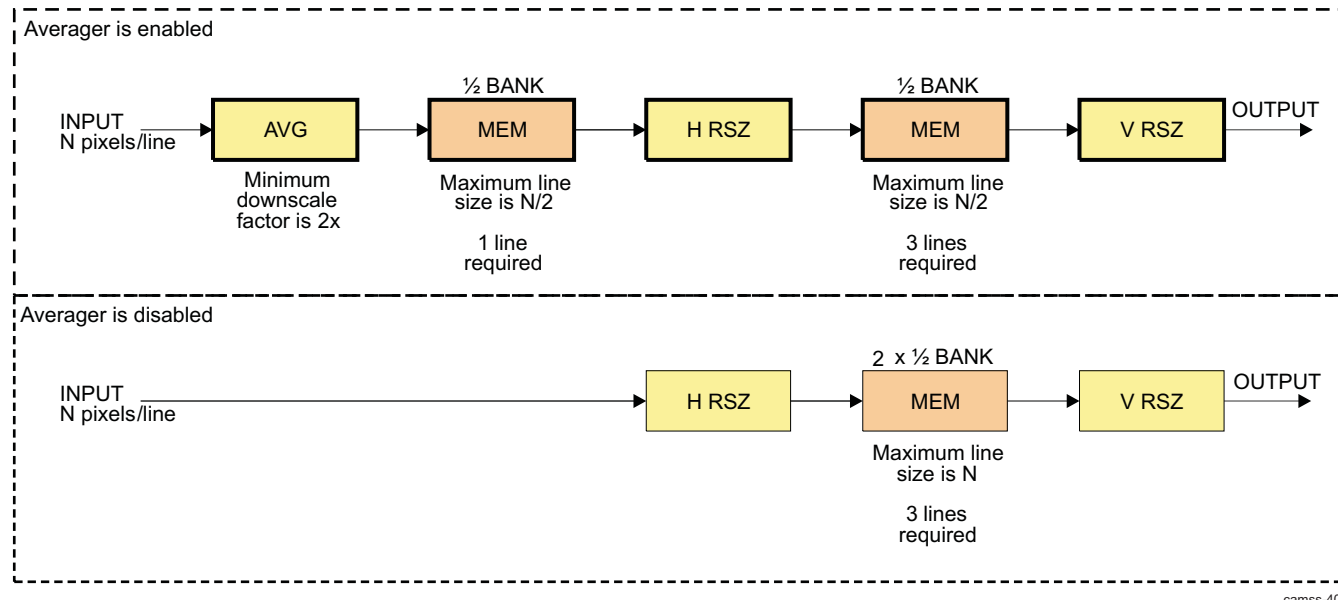 Averager is enabled
½ BANK
½ BANK
INPUT
N pixels/line
AVG
MEM
H RSZ
MEM
V RSZ
OUTPUT
Minimum
downscale
factor is 2x
Maximum line
size is N/2
1 line
required
Maximum line
size is N/2
3 lines
required
Averager is disabled
2 x ½ BANK
INPUT
N pixels/line
H RSZ
MEM
V RSZ
OUTPUT
Maximum line
size is N
3 lines
required